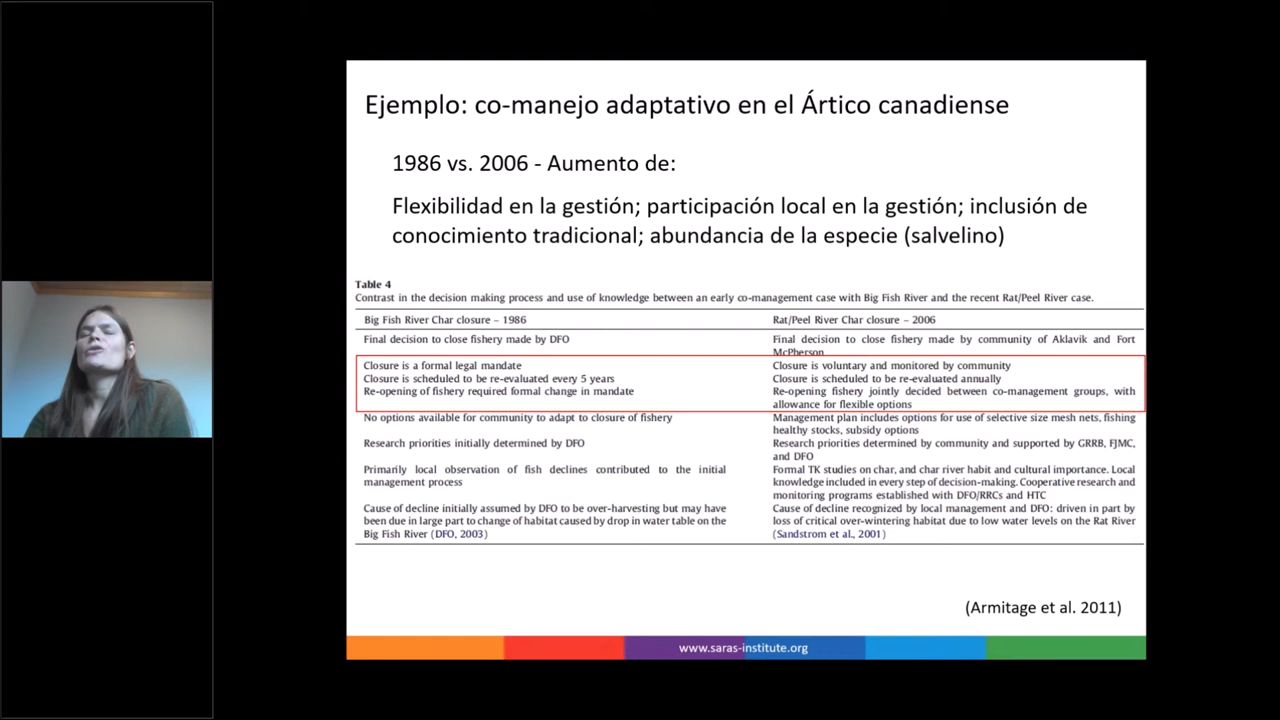 Ejemplo: co-manejo adaptativo en el Ártico canadiense
1986 vs. 2006 - Aumento de:
Flexibilidad en la gestión; participación local en la gestión; inclusión de
conocimiento tradicional; abundancia de la especie (salvelino)
Table 4
Contrast in the decision making process and use of knowledge between an early co-management case with Big Fish River and the recent Rat/Peel River case.
Big Fish River Char closure – 1986
Rat/Peel River Char closure – 2006
Final decision to close fishery made by DFO
Final decision to close fishery made by community of Aklavik and Fort
McPherson
Closure is a formal legal mandate
Closure is voluntary and monitored by community
Closure is scheduled to be re-evaluated every 5 years
Closure is scheduled to be re-evaluated annually
Re-opening of fishery required formal change in mandate
Re-opening fishery jointly decided between co-management groups, with
allowance for flexible options
No options available for community to adapt to closure of fishery
Management plan includes options for use of selective size mesh nets, fishing
healthy stocks, subsidy options
Research priorities initially determined by DFO
Research priorities determined by community and supported by GRRB, FJMC,
and DFO
Primarily local observation of fish declines contributed to the initial
management process
Formal TK studies on char, and char river habit and cultural importance. Local
knowledge included in every step of decision-making. Cooperative research and
monitoring programs established with DFO/RRCs and HTC
Cause of decline initially assumed by DFO to be over-harvesting but may have
been due in large part to change of habitat caused by drop in water table on the
Big Fish River (DFO, 2003)
Cause of decline recognized by local management and DFO: driven in part by
loss of critical over-wintering habitat due to low water levels on the Rat River
(Sandstrom et al., 2001)
(Armitage et al. 2011)
www.saras-institute.org